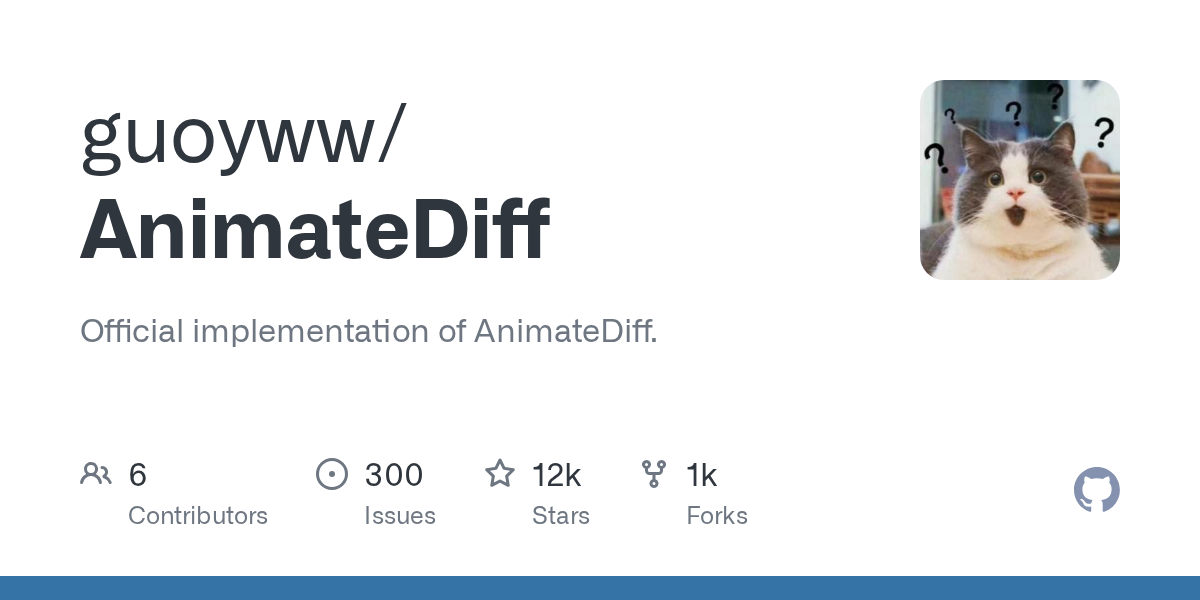 guoyww/
AnimateDiff
Official implementation of AnimateDiff.
6
Contributors
300
Issues
12k
Stars
1k
Forks
? ? ? ? ?